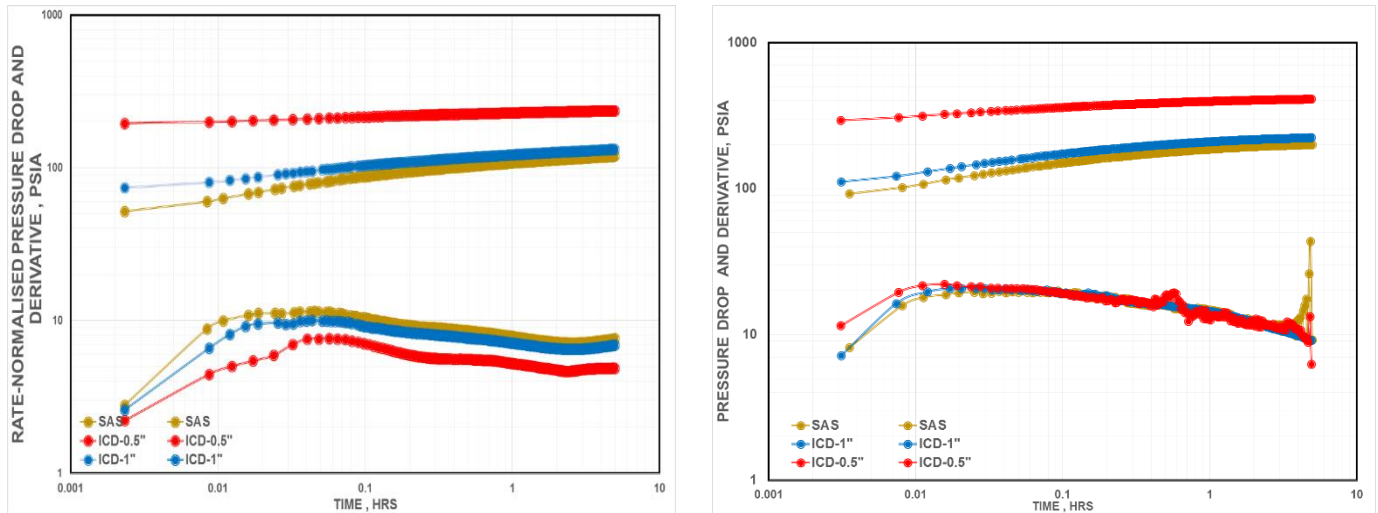 RATE-NORMALISED PRESSURE DROP AND
DERIVATIVE , PSIA
1000
100
10
1
0.001
0.01
0.1
1
10
TIME , HRS
SAS
SAS
ICD-0.5"
ICD-0.5"
ICD-1"
ICD-1"
PRESSURE DROP AND DERIVATIVE, PSIA
1000
100
10
1
0.001
0.01
0.1
1
10
TIME , HRS
SAS
SAS
ICD-1"
ICD-1"
ICD-0.5"
ICD-0.5"